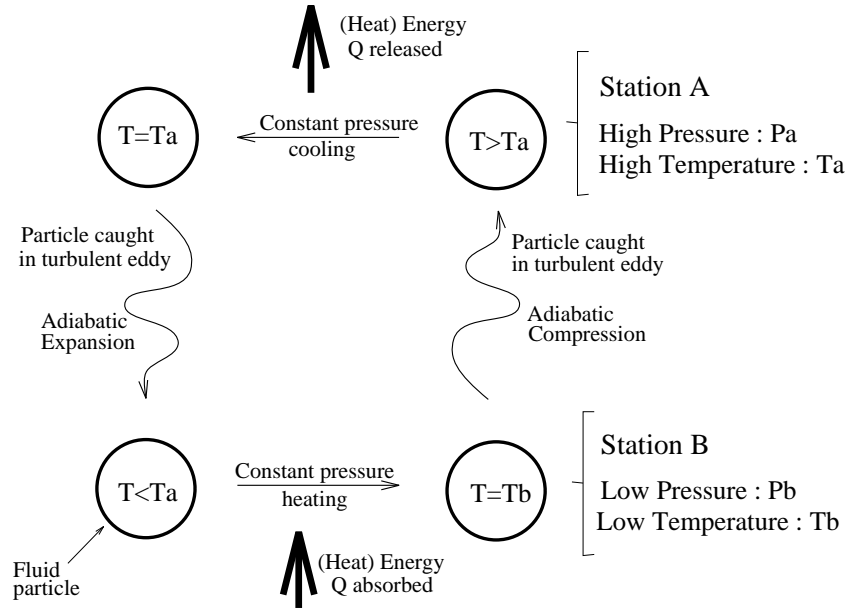 (Heat) Energy
Q released
T=Ta
Constant pressure
cooling
T>Ta
Station A
High Pressure : Pa
High Temperature : Ta
Particle caught
in turbulent eddy
Adiabatic
Expansion
Particle caught
in turbulent eddy
Adiabatic
Compression
T<Ta
Constant pressure
heating
T=Tb
Station B
Low Pressure : Pb
Low Temperature : Tb
Fluid
particle
(Heat) Energy
Q absorbed